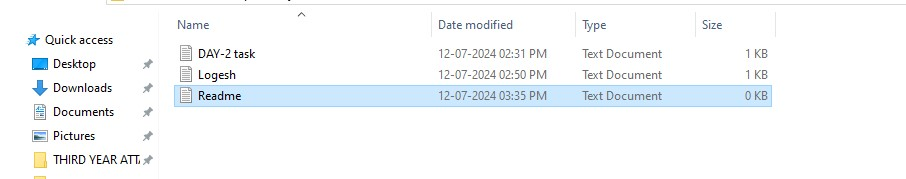 Name Date modified Type Size
Quick access
DAY-2 task 12-07-2024 02:31 PM Text Document 1 KB
Desktop
Logesh 12-07-2024 02:50 PM Text Document 1 KB
Downloads
Readme 12-07-2024 03:35 PM Text Document 0 KB
Documents
Pictures
THIRD YEAR ATT